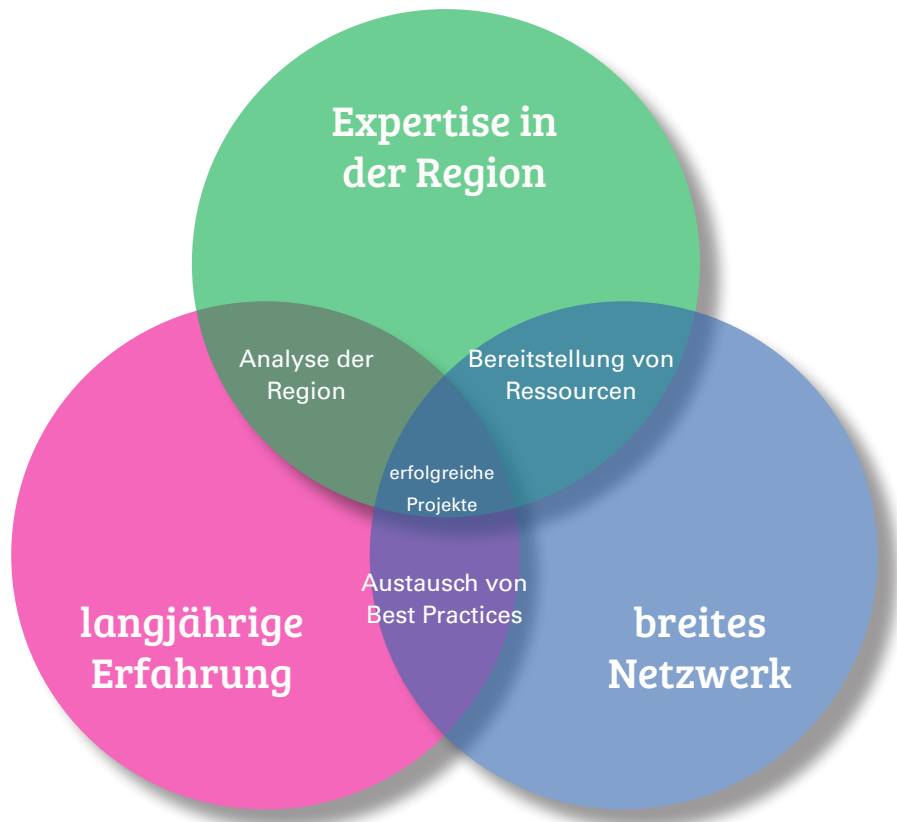 Expertise in
der Region
Analyse der
Region
Bereitstellung von
Ressourcen
erfolgreiche
Projekte
Austausch von
Best Practices
langjährige
Erfahrung
breites
Netzwerk